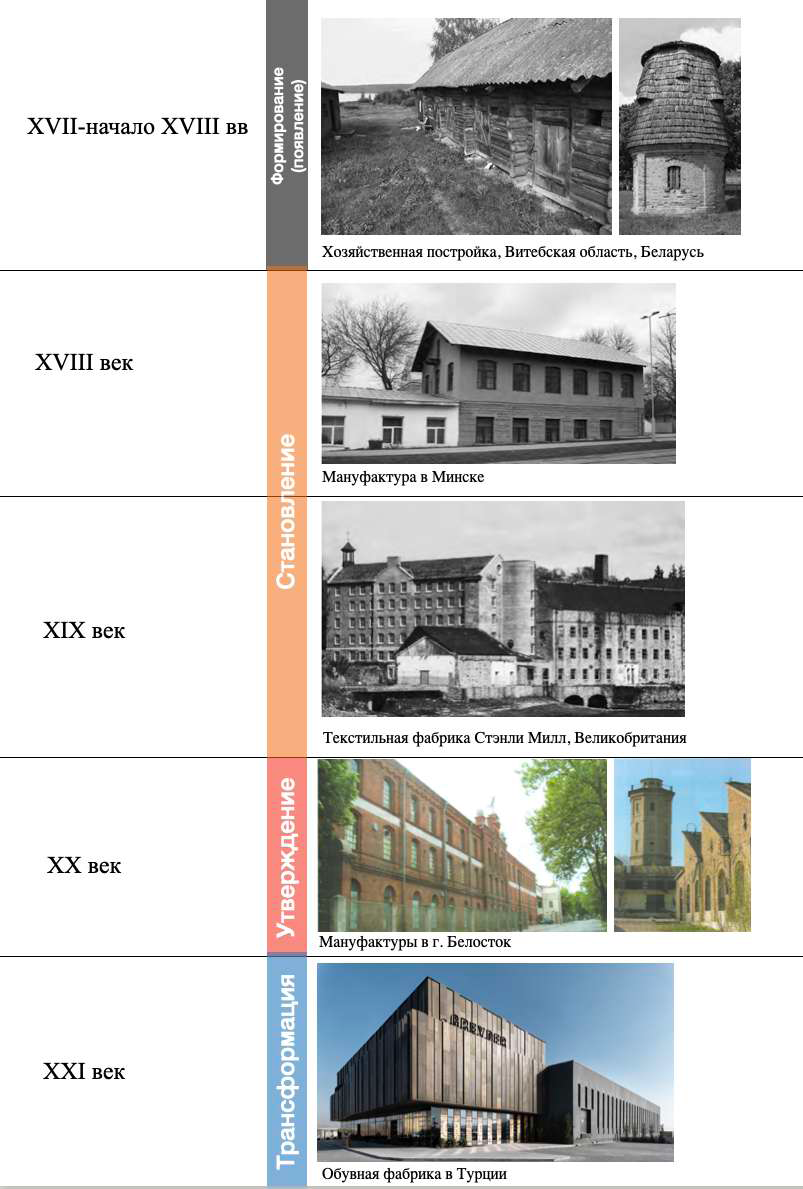 XVII-начало XVIII вв
Формирование
(появление)
Хозяйственная постройка, Витебская область, Беларусь
XVIII век
Становление
Мануфактура в Минске
XIX век
Текстильная фабрика Стэнли Милл, Великобритания
XX век
Утверждение
Мануфактуры в г. Белосток
XXI век
Трансформация
GREYDER
Обувная фабрика в Турции